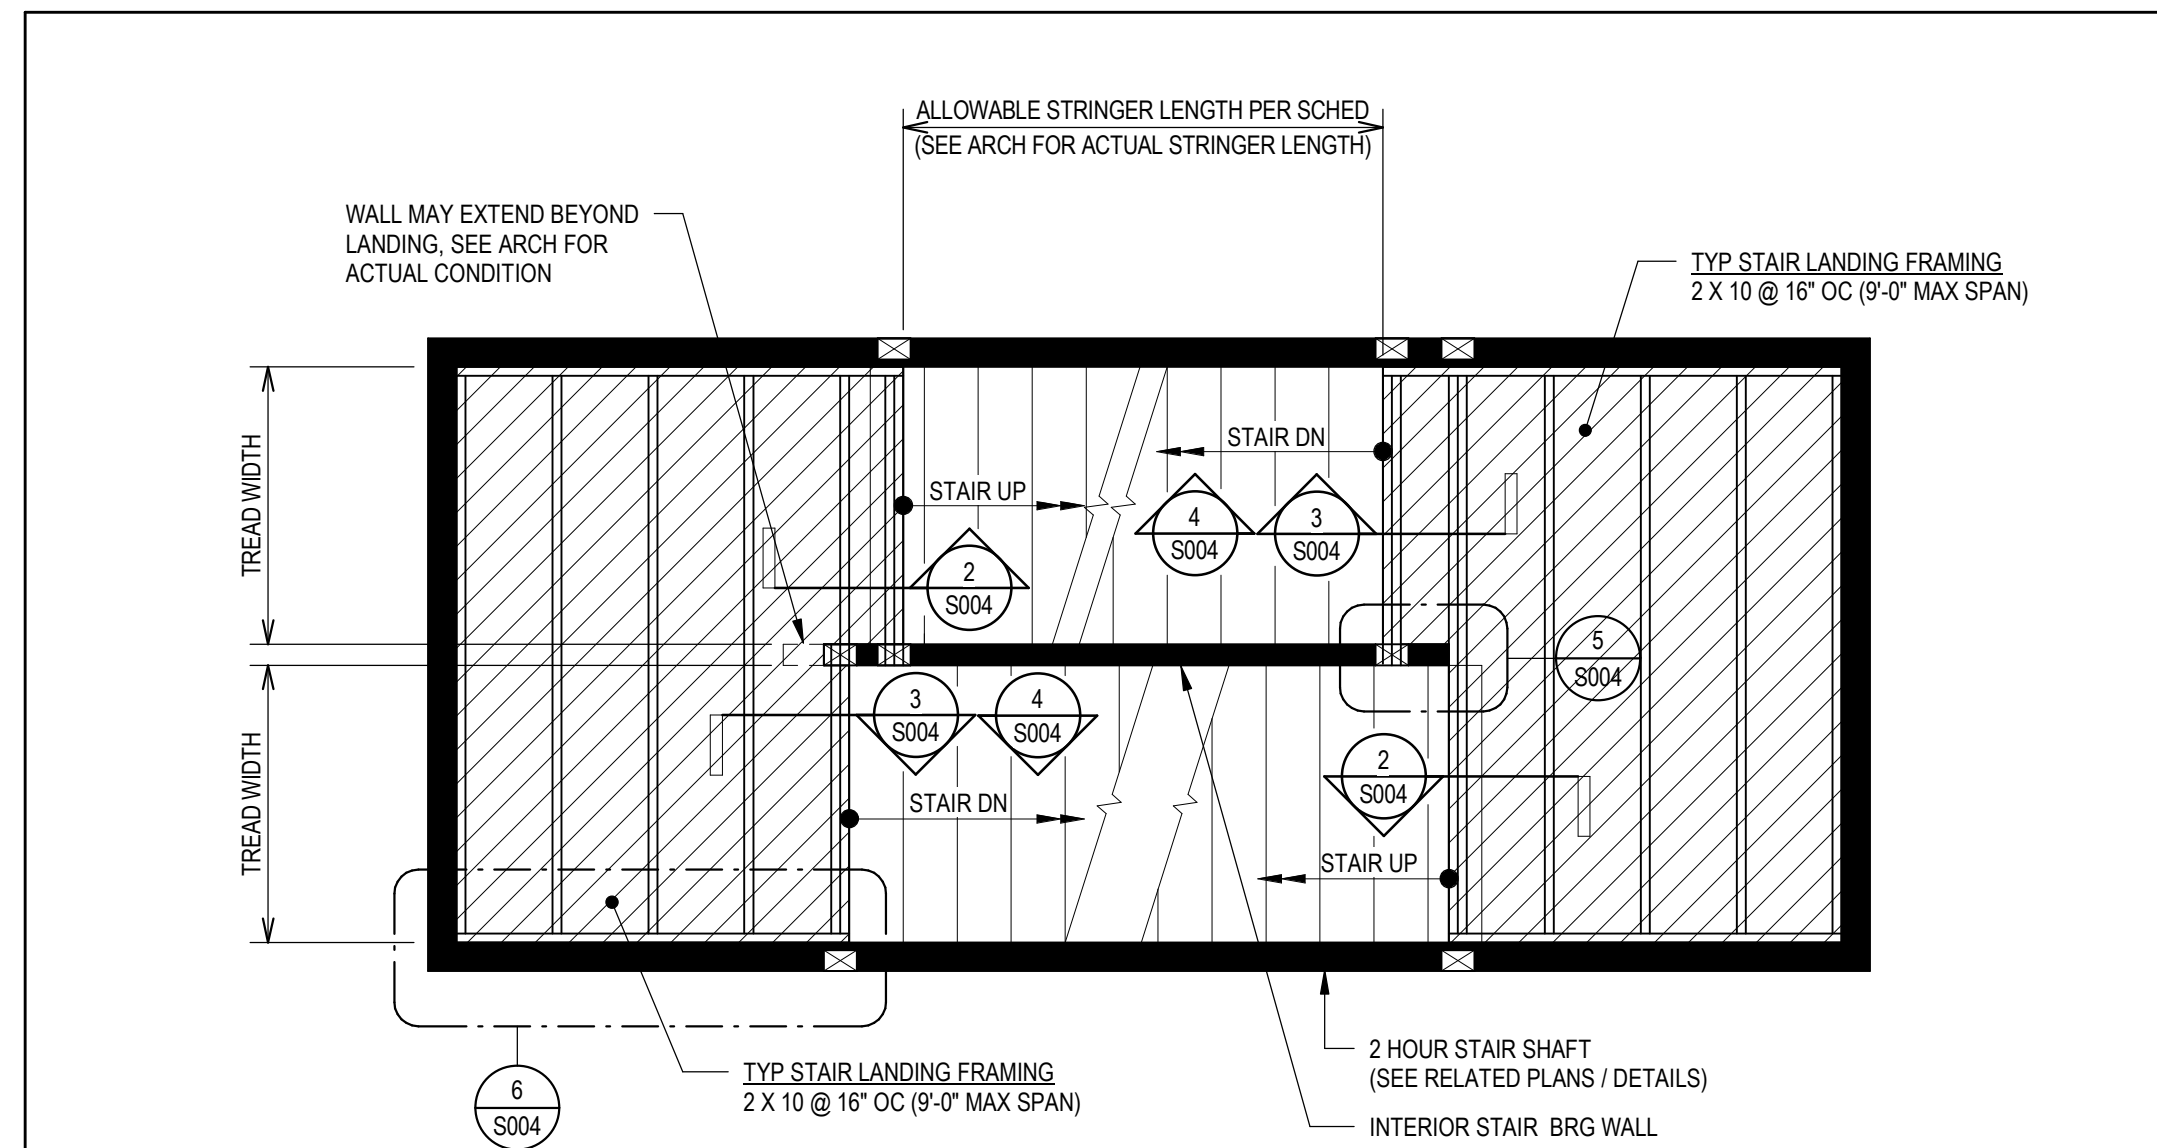 ALLOWABLE STRINGER LENGTH PER SCHED
(SEE ARCH FOR ACTUAL STRINGER LENGTH)
WALL MAY EXTEND BEYOND
LANDING, SEE ARCH FOR
ACTUAL CONDITION
TYP STAIR LANDING FRAMING
2 X 10 @ 16" OC (9'-0" MAX SPAN)
TREAD WIDTH
STAIR DN
STAIR UP
4
S004
3
S004
2
S004
5
S004
3
S004
4
S004
TREAD WIDTH
2
S004
STAIR DN
STAIR UP
2 HOUR STAIR SHAFT
(SEE RELATED PLANS / DETAILS)
TYP STAIR LANDING FRAMING
2 X 10 @ 16" OC (9'-0" MAX SPAN)
6
S004
INTERIOR STAIR BRG WALL